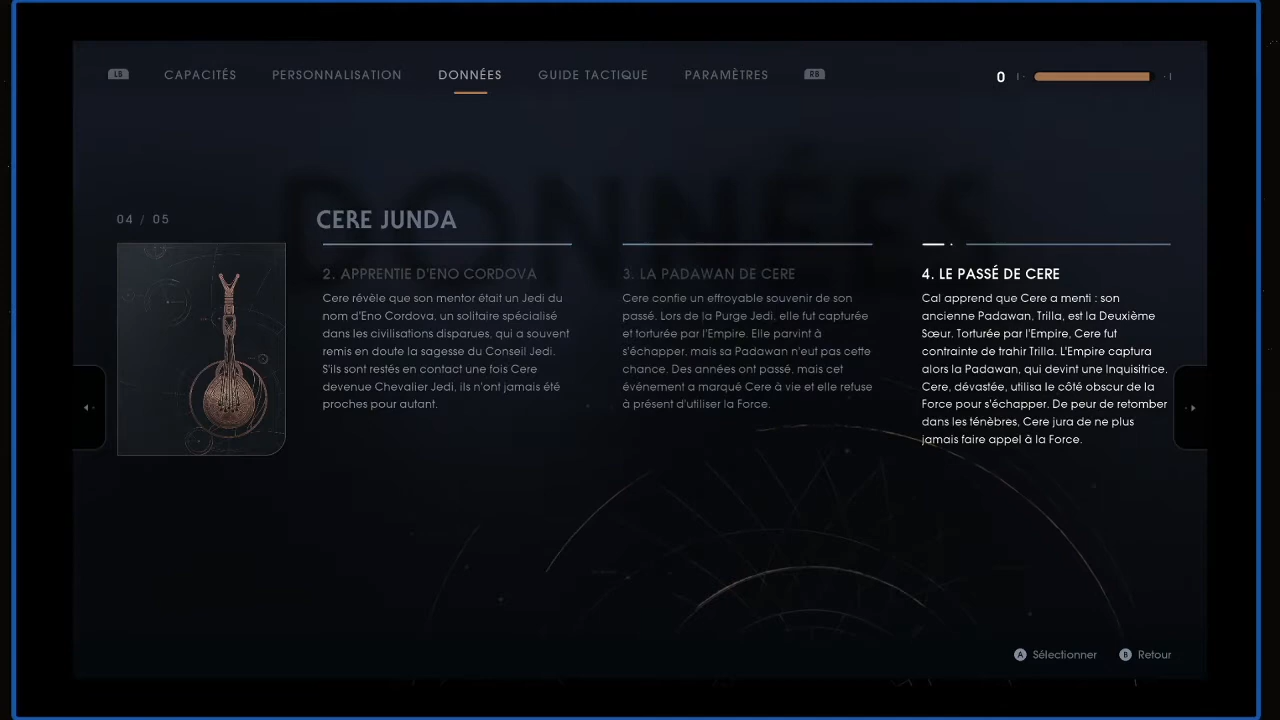 LB CAPACITÉS PERSONNALISATION DONNÉES GUIDE TACTIQUE PARAMÈTRES RB 0
DONNÉES
04 / 05
CERE JUNDA
2. APPRENTIE D'ENO CORDOVA
Cere révèle que son mentor était un Jedi du
nom d'Eno Cordova, un solitaire spécialisé
dans les civilisations disparues, qui a souvent
remis en doute la sagesse du Conseil Jedi.
S'ils sont restés en contact une fois Cere
devenue Chevalier Jedi, ils n'ont jamais été
proches pour autant.
3. LA PADAWAN DE CERE
Cere confie un effroyable souvenir de son
passé. Lors de la Purge Jedi, elle fut capturée
et torturée par l'Empire. Elle parvint à
s'échapper, mais sa Padawan n'eut pas cette
chance. Des années ont passé, mais cet
événement a marqué Cere à vie et elle refuse
à présent d'utiliser la Force.
4. LE PASSÉ DE CERE
Cal apprend que Cere a menti : son
ancienne Padawan, Trilla, est la Deuxième
Sœur. Torturée par l'Empire, Cere fut
contrainte de trahir Trilla. L'Empire captura
alors la Padawan, qui devint une Inquisitrice.
Cere, dévastée, utilisa le côté obscur de la
Force pour s'échapper. De peur de retomber
dans les ténèbres, Cere jura de ne plus
jamais faire appel à la Force.
A Sélectionner B Retour